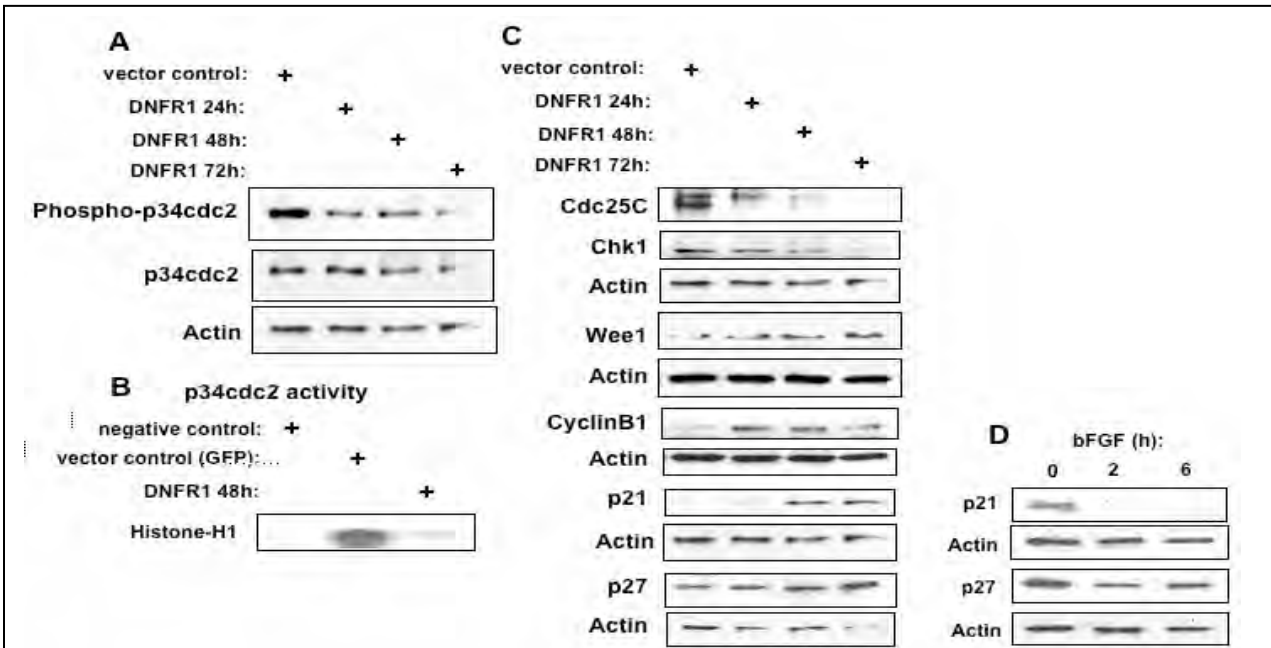 A
vector control: +
DNFR1 24h: +
DNFR1 48h: +
DNFR1 72h: +
Phospho-p34cdc2
p34cdc2
Actin
B p34cdc2 activity
negative control: +
vector control (GFP):... +
DNFR1 48h: +
Histone-H1
C
vector control: +
DNFR1 24h: +
DNFR1 48h: +
DNFR1 72h: +
Cdc25C
Chk1
Actin
Wee1
Actin
CyclinB1
Actin
p21
Actin
p27
Actin
D bFGF (h):
0 2 6
p21
Actin
p27
Actin